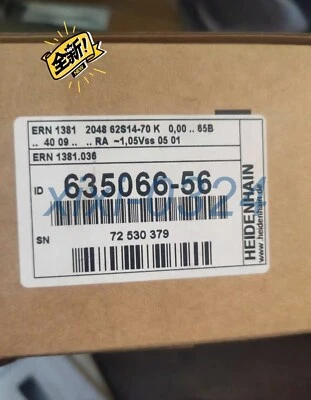 全新!
NEW
ERN 1381 2048 62S14-70 K 0,00 .. 65B
.. 40 09 .. .. RA ~1,05Vss 05 01
ERN 1381.036
ID 635066-56
SN 72 530 379
HEIDENHAIN
www.heidenhain.de